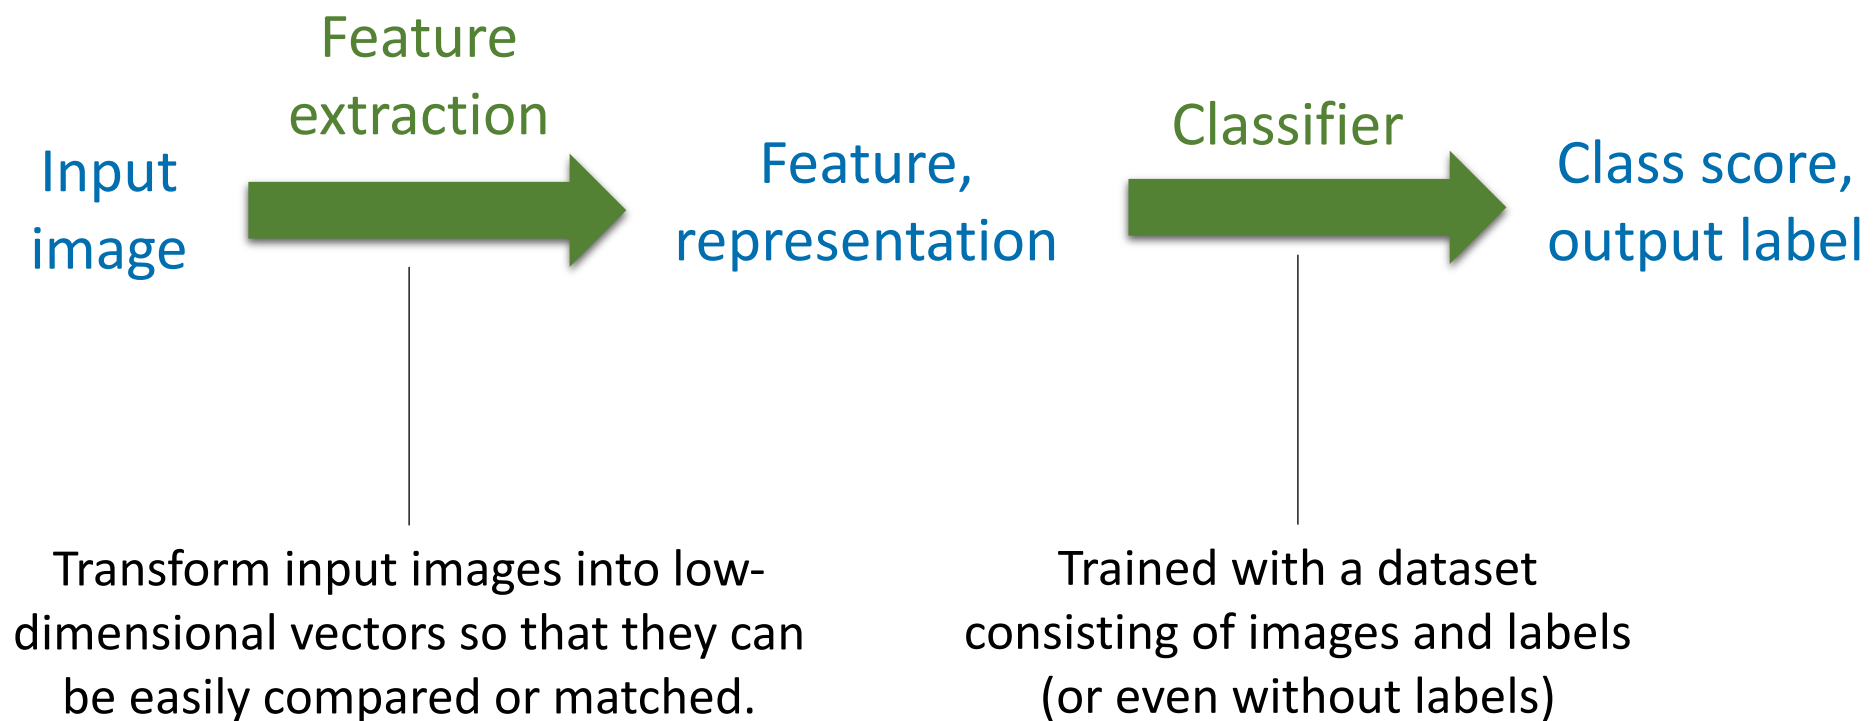 Feature
extraction
Classifier
Input
image
Feature,
representation
Class score,
output label
Transform input images into low-
dimensional vectors so that they can
be easily compared or matched.
Trained with a dataset
consisting of images and labels
(or even without labels)